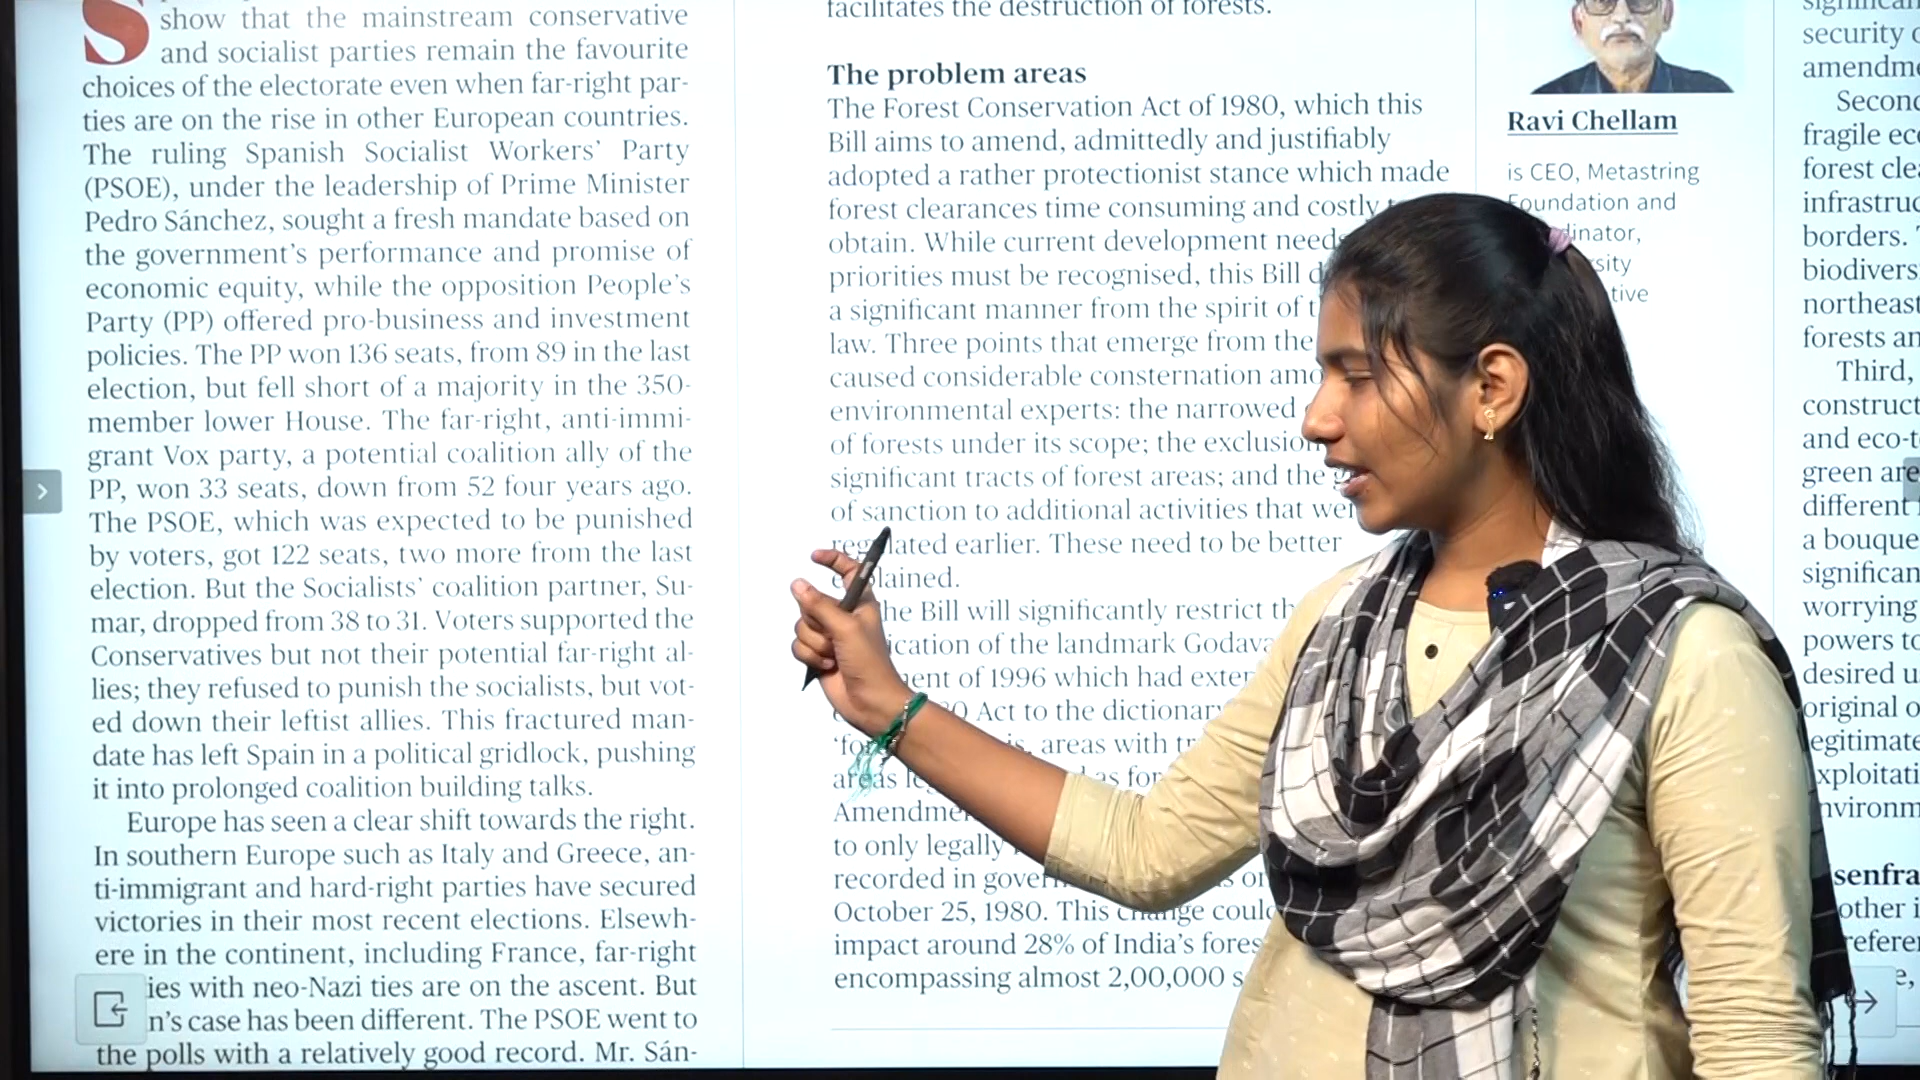 show that the mainstream conservative
S and socialist parties remain the favourite
choices of the electorate even when far-right par-
ties are on the rise in other European countries.
The ruling Spanish Socialist Workers' Party
(PSOE), under the leadership of Prime Minister
Pedro Sánchez, sought a fresh mandate based on
the government's performance and promise of
economic equity, while the opposition People's
Party (PP) offered pro-business and investment
policies. The PP won 136 seats, from 89 in the last
election, but fell short of a majority in the 350-
member lower House. The far-right, anti-immi-
grant Vox party, a potential coalition ally of the
PP, won 33 seats, down from 52 four years ago.
The PSOE, which was expected to be punished
by voters, got 122 seats, two more from the last
election. But the Socialists' coalition partner, Su-
mar, dropped from 38 to 31. Voters supported the
Conservatives but not their potential far-right al-
lies; they refused to punish the socialists, but vot-
ed down their leftist allies. This fractured man-
date has left Spain in a political gridlock, pushing
it into prolonged coalition building talks.
Europe has seen a clear shift towards the right.
In southern Europe such as Italy and Greece, an-
ti-immigrant and hard-right parties have secured
victories in their most recent elections. Elsewh-
ere in the continent, including France, far-right
ies with neo-Nazi ties are on the ascent. But
n's case has been different. The PSOE went to
the polls with a relatively good record. Mr. Sán-
facilitates the destruction of forests.
The problem areas
The Forest Conservation Act of 1980, which this
Bill aims to amend, admittedly and justifiably
adopted a rather protectionist stance which made
forest clearances time consuming and costly
obtain. While current development needs
priorities must be recognised, this Bill d
a significant manner from the spirit of t
law. Three points that emerge from the
caused considerable consternation amo
environmental experts: the narrowed
of forests under its scope; the exclusion
significant tracts of forest areas; and the g
of sanction to additional activities that we
regulated earlier. These need to be better
explained.
he Bill will significantly restrict th
ication of the landmark Godava
ent of 1996 which had exten
Act to the dictionary
is, areas with tr
areas as for
Amendme
to only legally
recorded in gove on
October 25, 1980. This change could
impact around 28% of India's fores
encompassing almost 2,00,000 s
Ravi Chellam
is CEO, Metastring
Foundation and
dinator,
sity
tive
security
amendme
Second
fragile eco
forest clea
infrastruc
borders.
biodivers
northeast
forests an
Third,
construct
and eco-t
green are
different
a bouque
significan
worrying
powers to
desired u
original o
egitimate
xploitati
nvironm
senfra
other i
referen
e,